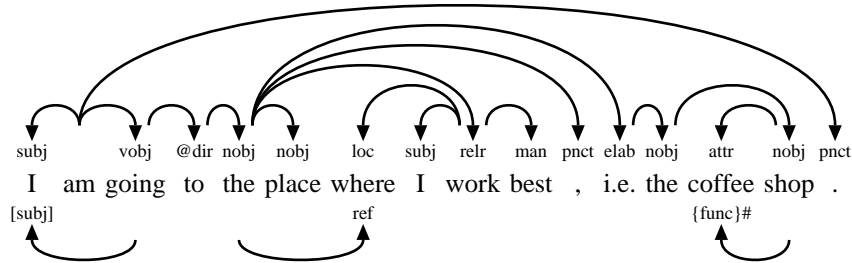 subj vobj @dir nobj nobj loc subj relr man pnct elab nobj attr nobj pnct
I am going to the place where I work best , i.e. the coffee shop .
[subj] ref {func}#